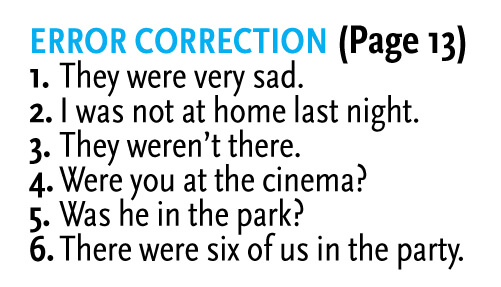 ERROR CORRECTION (Page 13)
1. They were very sad.
2. I was not at home last night.
3. They weren’t there.
4. Were you at the cinema?
5. Was he in the park?
6. There were six of us in the party.